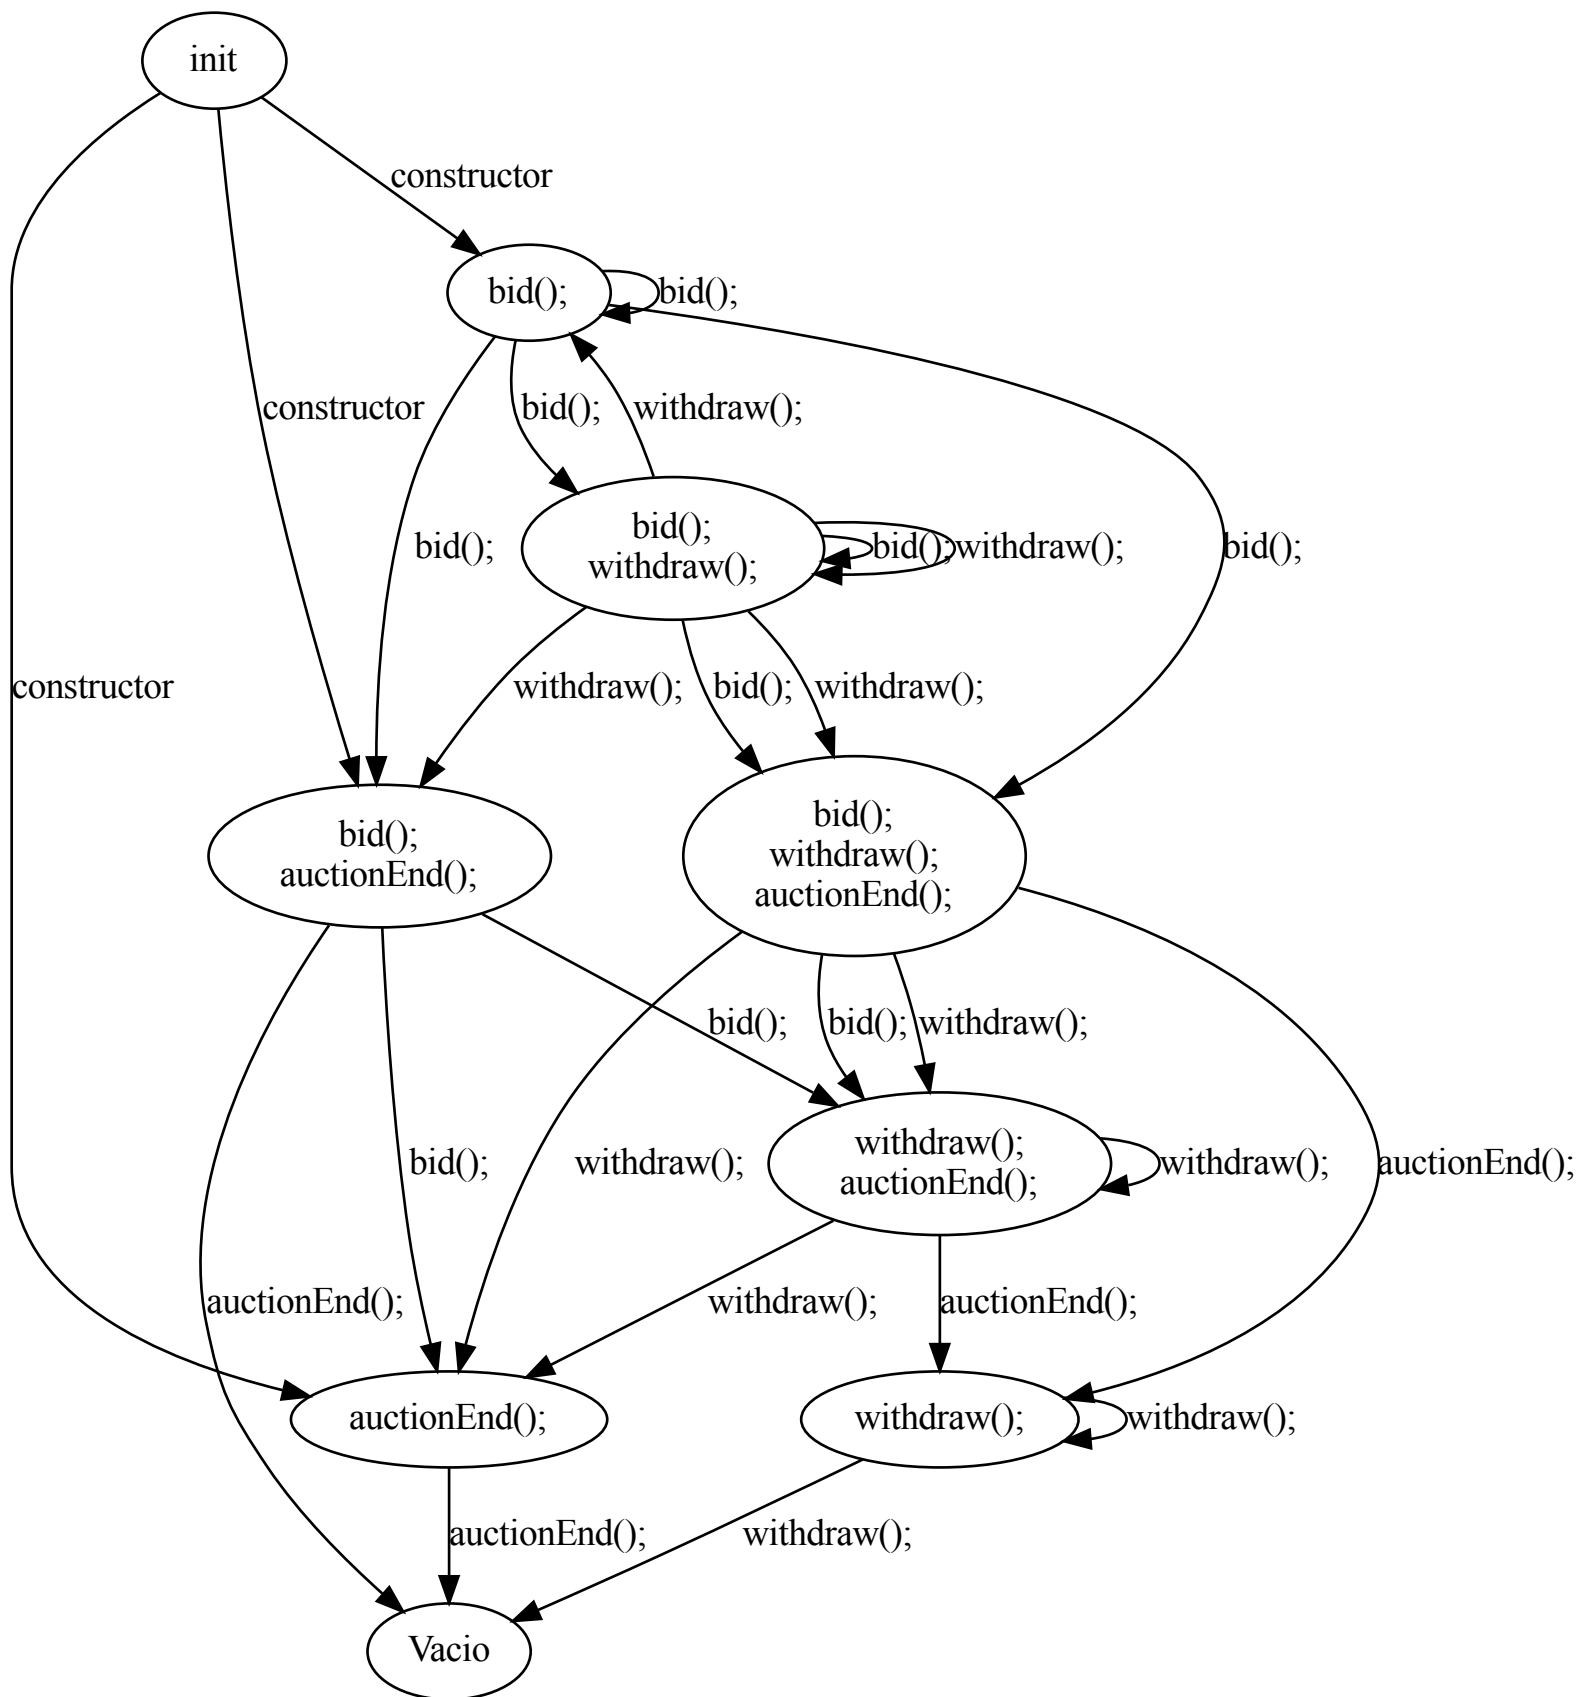 init
constructor
bid();
bid();
constructor
bid();
withdraw();
bid();
withdraw();
bid();
bid();
withdraw();
bid();
constructor
withdraw();
bid();
withdraw();
bid();
auctionEnd();
bid();
withdraw();
auctionEnd();
bid();
bid();
withdraw();
withdraw();
auctionEnd();
bid();
withdraw();
withdraw();
auctionEnd();
auctionEnd();
withdraw();
auctionEnd();
auctionEnd();
withdraw();
withdraw();
auctionEnd();
withdraw();
Vacio